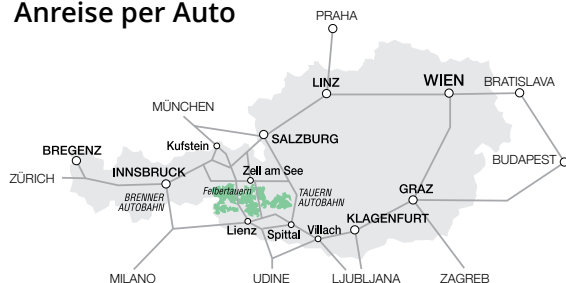 Anreise per Auto
PRAHA
LINZ
WIEN
BRATISLAVA
MÜNCHEN
SALZBURG
Kufstein
BREGENZ
BUDAPEST
INNSBRUCK
Zell am See
ZÜRICH
BRENNER
AUTOBAHN
Felbertauern
TAUERN
AUTOBAHN
GRAZ
KLAGENFURT
Lienz
Spittal
Villach
MILANO
UDINE
LJUBLJANA
ZAGREB